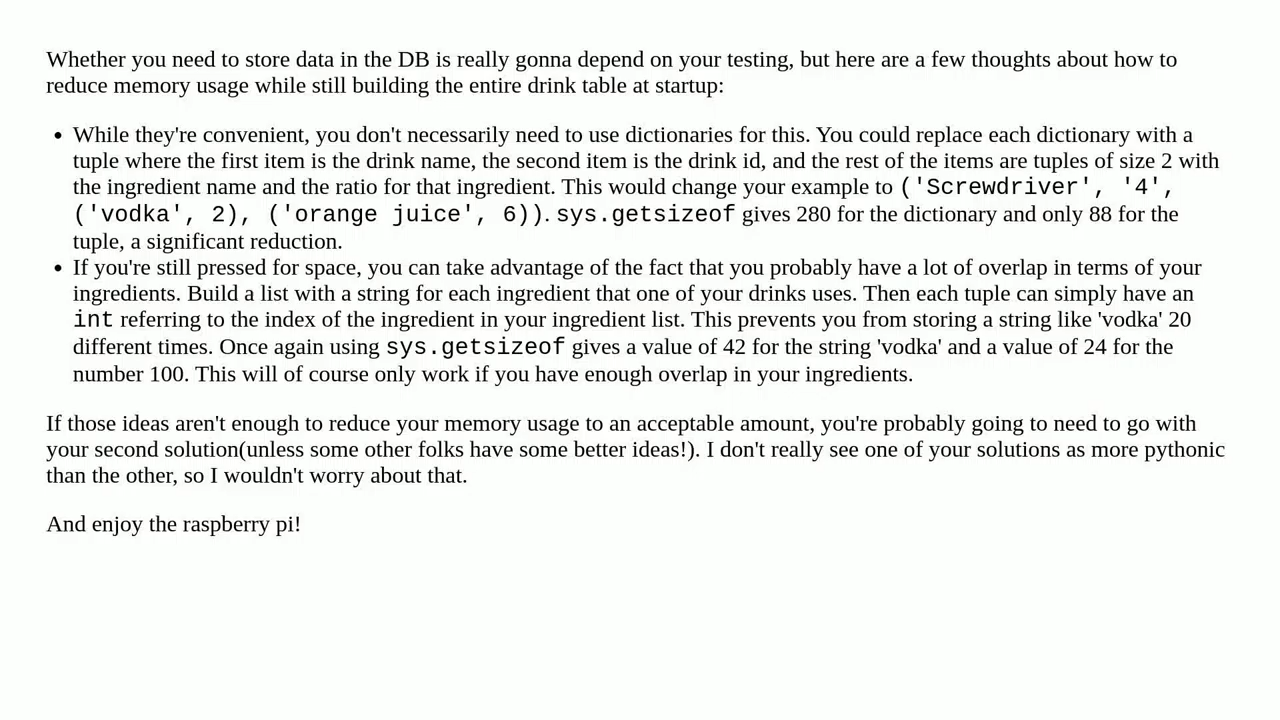 Whether you need to store data in the DB is really gonna depend on your testing, but here are a few thoughts about how to
reduce memory usage while still building the entire drink table at startup:
• While they're convenient, you don't necessarily need to use dictionaries for this. You could replace each dictionary with a
tuple where the first item is the drink name, the second item is the drink id, and the rest of the items are tuples of size 2 with
the ingredient name and the ratio for that ingredient. This would change your example to ('Screwdriver', '4',
('vodka', 2), ('orange juice', 6)). sys.getsizeof gives 280 for the dictionary and only 88 for the
tuple, a significant reduction.
• If you're still pressed for space, you can take advantage of the fact that you probably have a lot of overlap in terms of your
ingredients. Build a list with a string for each ingredient that one of your drinks uses. Then each tuple can simply have an
int referring to the index of the ingredient in your ingredient list. This prevents you from storing a string like 'vodka' 20
different times. Once again using sys.getsizeof gives a value of 42 for the string 'vodka' and a value of 24 for the
number 100. This will of course only work if you have enough overlap in your ingredients.
If those ideas aren't enough to reduce your memory usage to an acceptable amount, you're probably going to need to go with
your second solution(unless some other folks have some better ideas!). I don't really see one of your solutions as more pythonic
than the other, so I wouldn't worry about that.
And enjoy the raspberry pi!